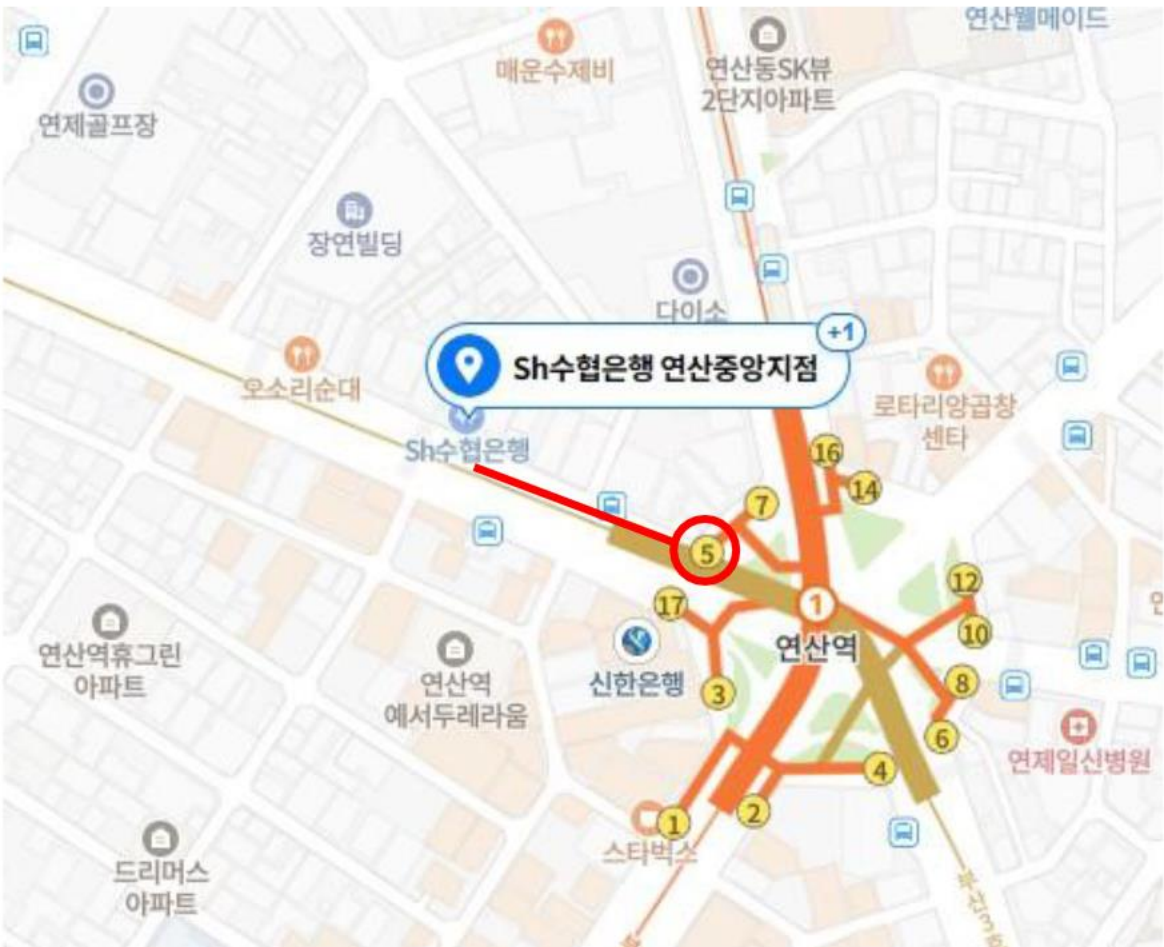 연산웰메이드
매운수제비
연산동SK뷰
2단지아파트
연제골프장
장연빌딩
다이소
+1
Sh수협은행 연산중앙지점
오소리순대
로타리양곱창
센타
Sh수협은행
16
14
7
5
12
17
1
10
연산역
연산역휴그린
아파트
연산역
예서두레라움
신한은행
3
8
6
4
연제일신병원
2
1
스타벅스
드리머스
아파트